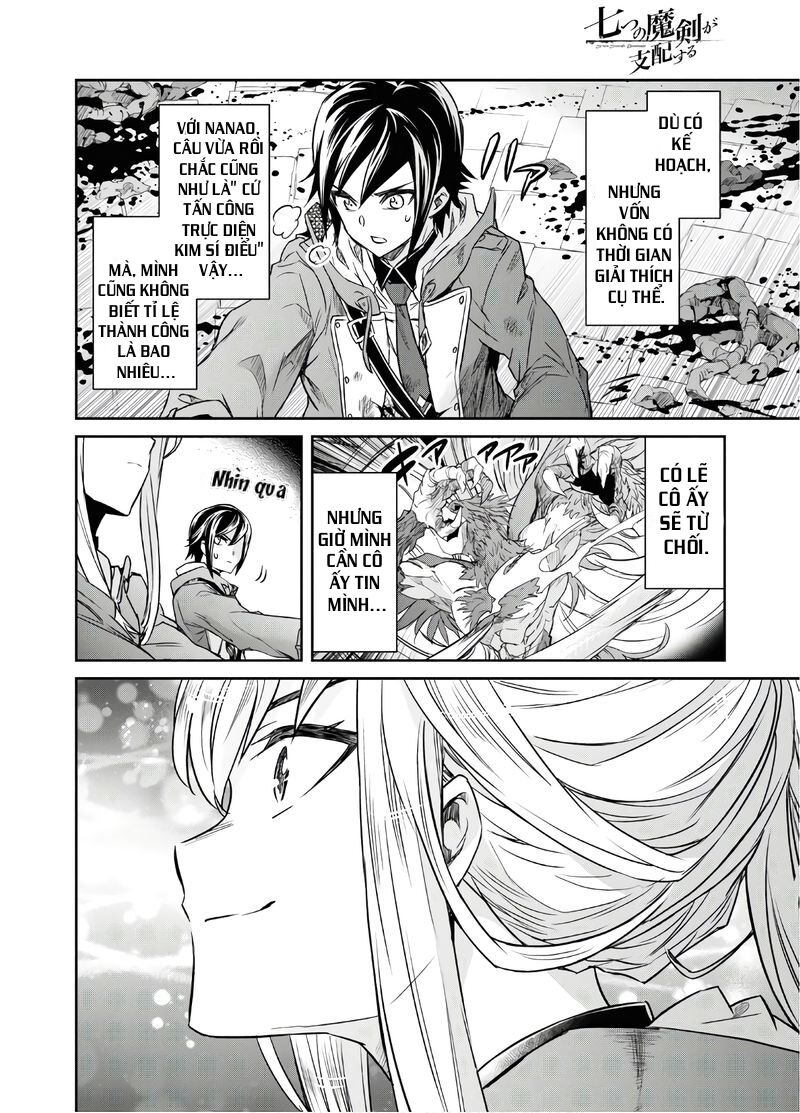 七つの魔剣が
支配する
DÙ CÓ
KẾ
HOẠCH,
NHƯNG
VỐN
KHÔNG CÓ
THỜI GIAN
GIẢI THÍCH
CỤ THỂ.
VỚI NANAO,
CÂU VỪA RỒI
CHẮC CŨNG
NHƯ LÀ" CỨ
TẤN CÔNG
TRỰC DIỆN
KIM SÍ ĐIỂU"
VẬY...
MÀ, MÌNH
CŨNG KHÔNG
BIẾT TỈ LỆ
THÀNH CÔNG
LÀ BAO
NHIÊU...
CÓ LẼ
CÔ ẤY
SẼ TỪ
CHỐI.
NHƯNG
GIỜ MÌNH
CẦN CÔ
ẤY TIN
MÌNH...
Nhìn qua